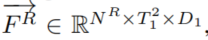 $\overrightarrow{F^{R}} \in \mathbb{R}^{N^{R} \times T_1^2 \times D_1},$